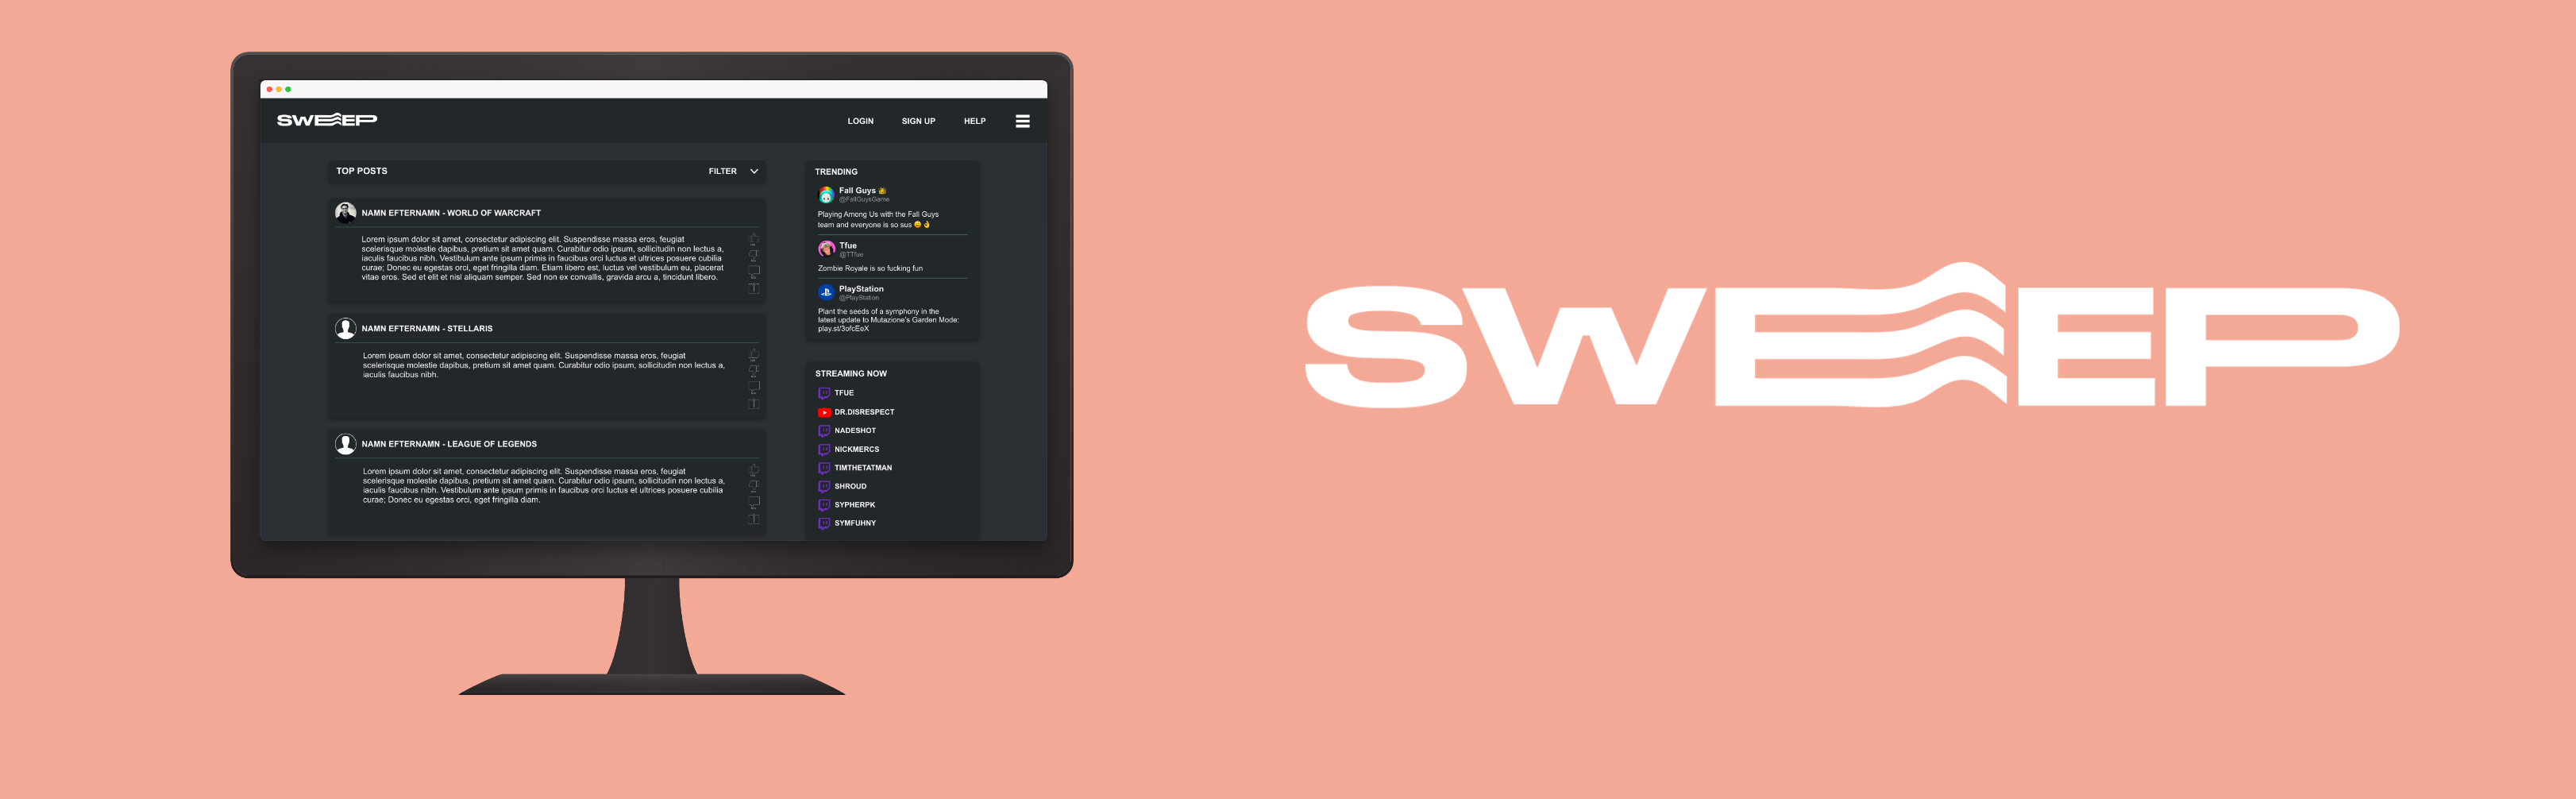 SWEEP
LOGIN SIGN UP HELP
TOP POSTS FILTER
NAMN EFTERNAMN - WORLD OF WARCRAFT
Lorem ipsum dolor sit amet, consectetur adipiscing elit. Suspendisse massa eros, feugiat
scelerisque molestie dapibus, pretium sit amet quam. Curabitur odio ipsum, sollicitudin non lectus a,
iaculis faucibus nibh. Vestibulum ante ipsum primis in faucibus orci luctus et ultrices posuere cubilia
curae; Donec eu egestas orci, eget fringilla diam. Etiam libero est, luctus vel vestibulum eu, placerat
vitae eros. Sed et elit et nisl aliquam semper. Sed non ex convallis, gravida arcu a, tincidunt libero.
NAMN EFTERNAMN - STELLARIS
Lorem ipsum dolor sit amet, consectetur adipiscing elit. Suspendisse massa eros, feugiat
scelerisque molestie dapibus, pretium sit amet quam. Curabitur odio ipsum, sollicitudin non lectus a,
iaculis faucibus nibh.
NAMN EFTERNAMN - LEAGUE OF LEGENDS
Lorem ipsum dolor sit amet, consectetur adipiscing elit. Suspendisse massa eros, feugiat
scelerisque molestie dapibus, pretium sit amet quam. Curabitur odio ipsum, sollicitudin non lectus a,
iaculis faucibus nibh. Vestibulum ante ipsum primis in faucibus orci luctus et ultrices posuere cubilia
curae; Donec eu egestas orci, eget fringilla diam.
TRENDING
Fall Guys
@FallGuysGame
Playing Among Us with the Fall Guys
team and everyone is so sus 😄👌
Tfue
@TTfue
Zombie Royale is so fucking fun
PlayStation
@PlayStation
Plant the seeds of a symphony in the
latest update to Mutazione's Garden Mode:
play.st/3ofcEoX
STREAMING NOW
TFUE
DR.DISRESPECT
NADESHOT
NICKMERCS
TIMTHETATMAN
SHROUD
SYPHERPK
SYMFUHNY
SWEEP